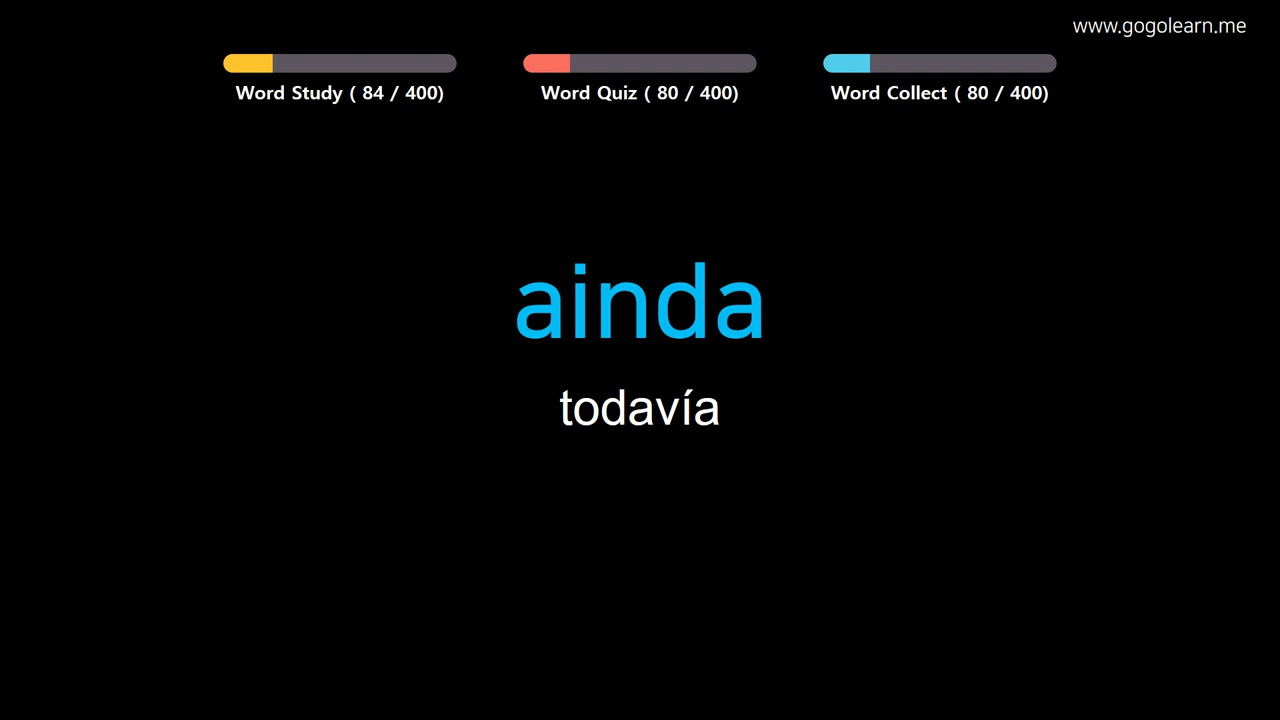 www.gogolearn.me
Word Study ( 84 / 400)
Word Quiz ( 80 / 400)
Word Collect ( 80 / 400)
ainda
todavía